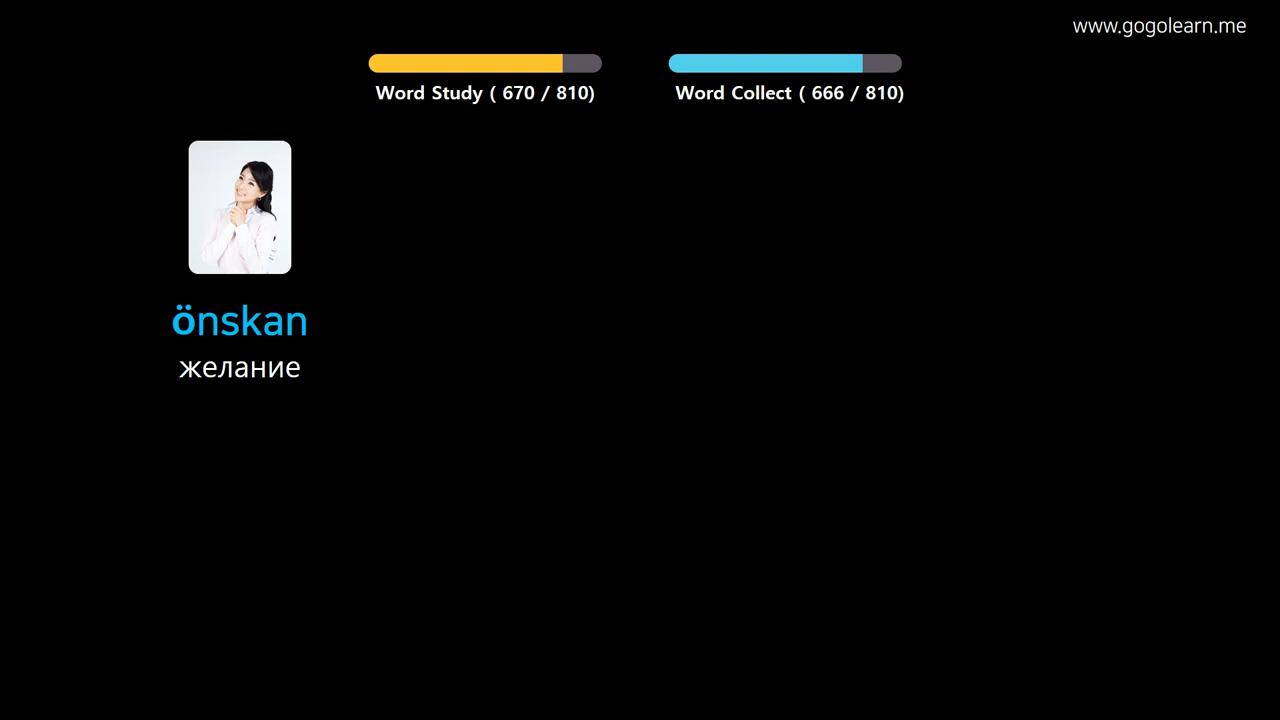 www.gogolearn.me
Word Study ( 670 / 810)
Word Collect ( 666 / 810)
önskan
желание